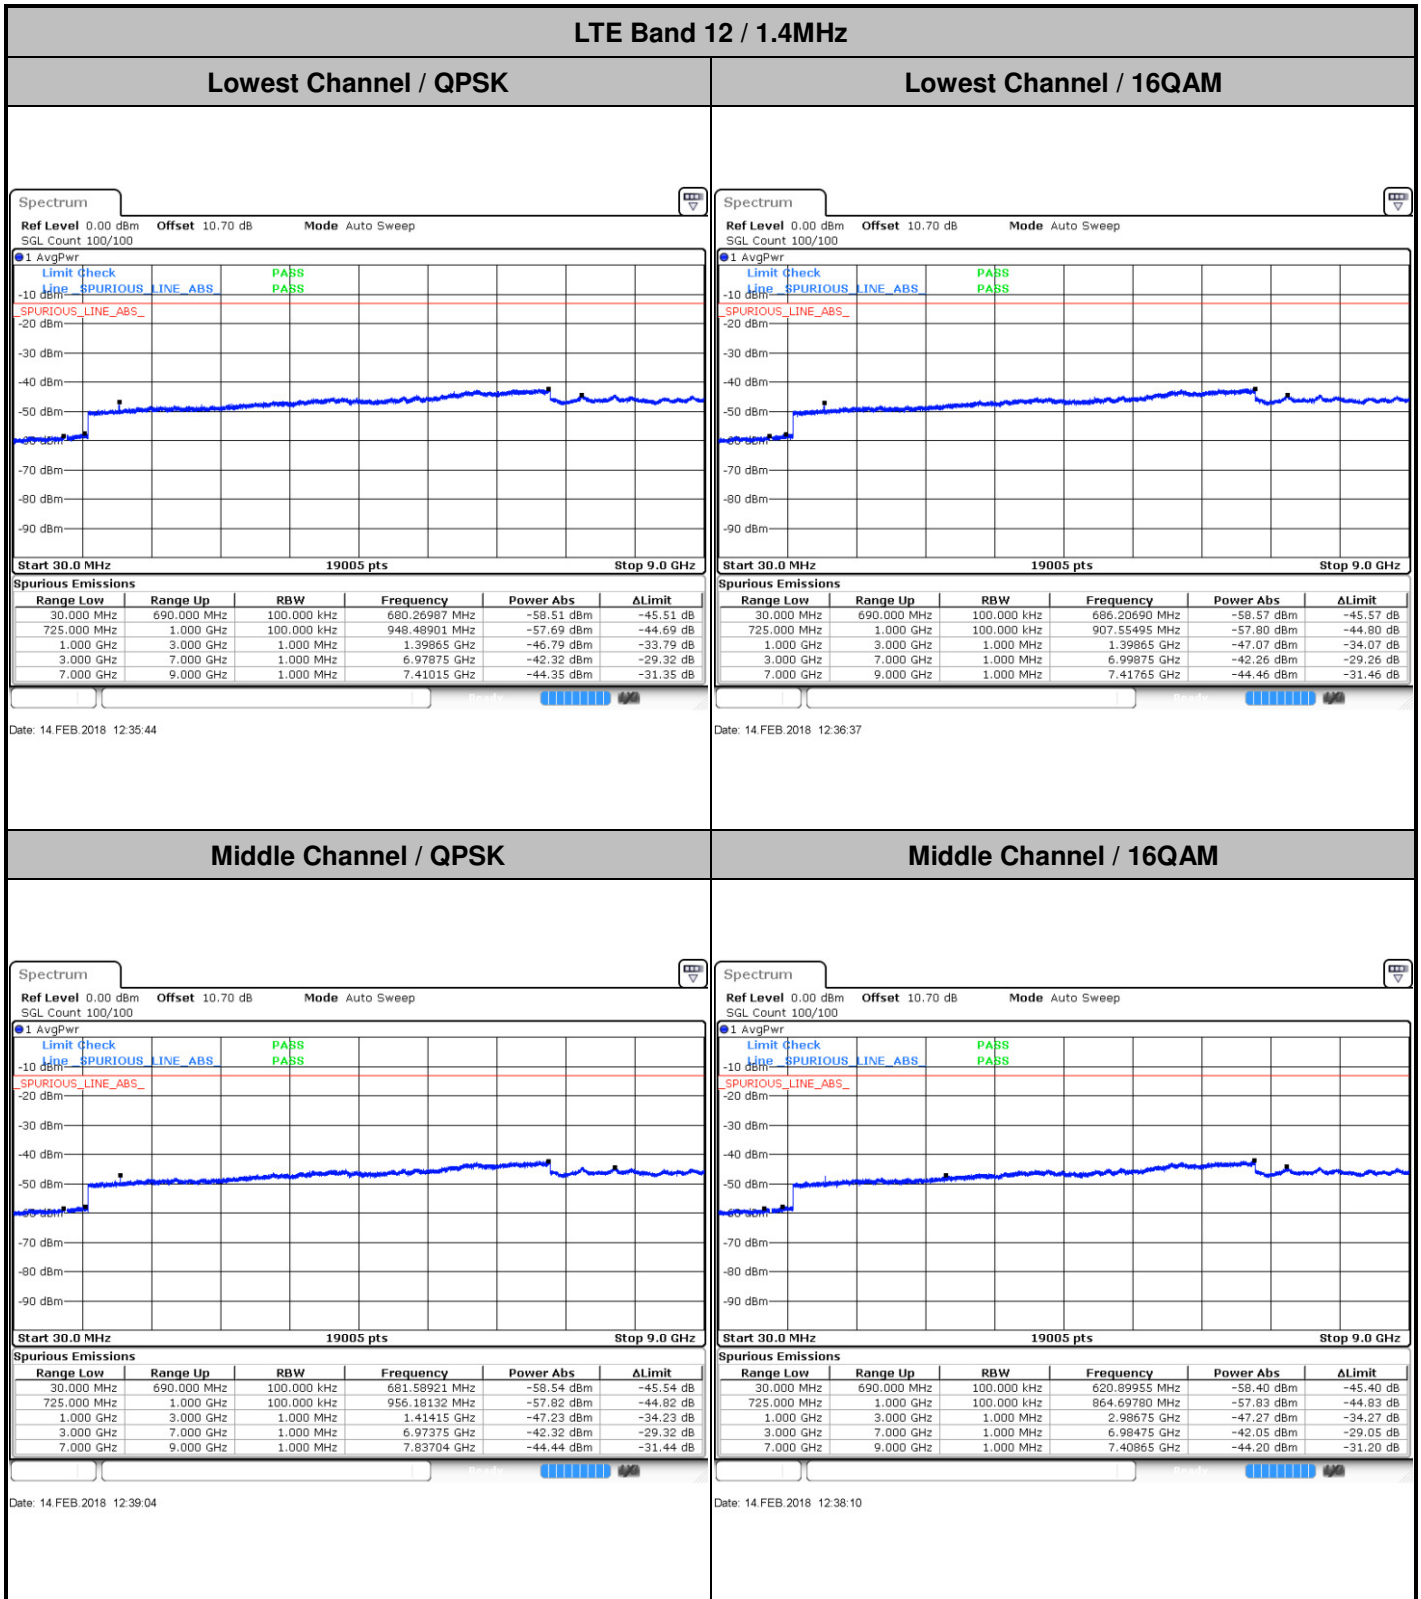 LTE Band 12 / 1.4MHz
Lowest Channel / QPSK
Lowest Channel / 16QAM
Spectrum
Ref Level 0.00 dBm Offset 10.70 dB Mode Auto Sweep
SGL Count 100/100
1 AvgPwr
Limit Check PASS
Line _SPURIOUS_LINE_ABS_ PASS
-10 dBm
_SPURIOUS_LINE_ABS_
-20 dBm
-30 dBm
-40 dBm
-50 dBm
-60 dBm
-70 dBm
-80 dBm
-90 dBm
Start 30.0 MHz 19005 pts Stop 9.0 GHz
Spurious Emissions
Range Low Range Up RBW Frequency Power Abs ΔLimit
30.000 MHz 690.000 MHz 100.000 kHz 680.26987 MHz -58.51 dBm -45.51 dB
725.000 MHz 1.000 GHz 100.000 kHz 948.48901 MHz -57.69 dBm -44.69 dB
1.000 GHz 3.000 GHz 1.000 MHz 1.39865 GHz -46.79 dBm -33.79 dB
3.000 GHz 7.000 GHz 1.000 MHz 6.97875 GHz -42.32 dBm -29.32 dB
7.000 GHz 9.000 GHz 1.000 MHz 7.41015 GHz -44.35 dBm -31.35 dB
Ready
Date: 14.FEB.2018 12:35:44
Spectrum
Ref Level 0.00 dBm Offset 10.70 dB Mode Auto Sweep
SGL Count 100/100
1 AvgPwr
Limit Check PASS
Line _SPURIOUS_LINE_ABS_ PASS
-10 dBm
_SPURIOUS_LINE_ABS_
-20 dBm
-30 dBm
-40 dBm
-50 dBm
-60 dBm
-70 dBm
-80 dBm
-90 dBm
Start 30.0 MHz 19005 pts Stop 9.0 GHz
Spurious Emissions
Range Low Range Up RBW Frequency Power Abs ΔLimit
30.000 MHz 690.000 MHz 100.000 kHz 686.20690 MHz -58.57 dBm -45.57 dB
725.000 MHz 1.000 GHz 100.000 kHz 907.55495 MHz -57.80 dBm -44.80 dB
1.000 GHz 3.000 GHz 1.000 MHz 1.39865 GHz -47.07 dBm -34.07 dB
3.000 GHz 7.000 GHz 1.000 MHz 6.99875 GHz -42.26 dBm -29.26 dB
7.000 GHz 9.000 GHz 1.000 MHz 7.41765 GHz -44.46 dBm -31.46 dB
Ready
Date: 14.FEB.2018 12:36:37
Middle Channel / QPSK
Middle Channel / 16QAM
Spectrum
Ref Level 0.00 dBm Offset 10.70 dB Mode Auto Sweep
SGL Count 100/100
1 AvgPwr
Limit Check PASS
Line _SPURIOUS_LINE_ABS_ PASS
-10 dBm
_SPURIOUS_LINE_ABS_
-20 dBm
-30 dBm
-40 dBm
-50 dBm
-60 dBm
-70 dBm
-80 dBm
-90 dBm
Start 30.0 MHz 19005 pts Stop 9.0 GHz
Spurious Emissions
Range Low Range Up RBW Frequency Power Abs ΔLimit
30.000 MHz 690.000 MHz 100.000 kHz 681.58921 MHz -58.54 dBm -45.54 dB
725.000 MHz 1.000 GHz 100.000 kHz 956.18132 MHz -57.82 dBm -44.82 dB
1.000 GHz 3.000 GHz 1.000 MHz 1.41415 GHz -47.23 dBm -34.23 dB
3.000 GHz 7.000 GHz 1.000 MHz 6.97375 GHz -42.32 dBm -29.32 dB
7.000 GHz 9.000 GHz 1.000 MHz 7.83704 GHz -44.44 dBm -31.44 dB
Ready
Date: 14.FEB.2018 12:39:04
Spectrum
Ref Level 0.00 dBm Offset 10.70 dB Mode Auto Sweep
SGL Count 100/100
1 AvgPwr
Limit Check PASS
Line _SPURIOUS_LINE_ABS_ PASS
-10 dBm
_SPURIOUS_LINE_ABS_
-20 dBm
-30 dBm
-40 dBm
-50 dBm
-60 dBm
-70 dBm
-80 dBm
-90 dBm
Start 30.0 MHz 19005 pts Stop 9.0 GHz
Spurious Emissions
Range Low Range Up RBW Frequency Power Abs ΔLimit
30.000 MHz 690.000 MHz 100.000 kHz 620.89955 MHz -58.40 dBm -45.40 dB
725.000 MHz 1.000 GHz 100.000 kHz 864.69780 MHz -57.83 dBm -44.83 dB
1.000 GHz 3.000 GHz 1.000 MHz 2.98675 GHz -47.27 dBm -34.27 dB
3.000 GHz 7.000 GHz 1.000 MHz 6.98475 GHz -42.05 dBm -29.05 dB
7.000 GHz 9.000 GHz 1.000 MHz 7.40865 GHz -44.20 dBm -31.20 dB
Ready
Date: 14.FEB.2018 12:38:10